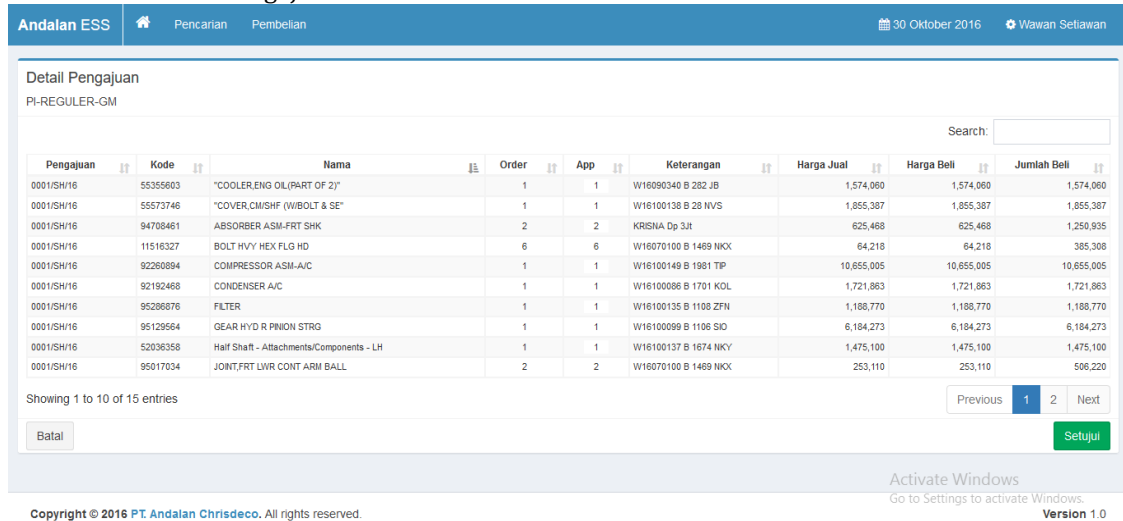 Andalan ESS Pencarian Pembelian 30 Oktober 2016 Wawan Setiawan
Detail Pengajuan
PI-REGULER-GM
Search:
Pengajuan Kode Nama Order App Keterangan Harga Jual Harga Beli Jumlah Beli
0001/SH/16 55355603 "COOLER,ENG OIL(PART OF 2)" 1 1 W16090340 B 282 JB 1,574,060 1,574,060 1,574,060
0001/SH/16 55573746 "COVER,CM/SHF (W/BOLT & SE" 1 1 W16100138 B 28 NVS 1,855,387 1,855,387 1,855,387
0001/SH/16 94708461 ABSORBER ASM-FRT SHK 2 2 KRISNA Dp 3Jt 625,468 625,468 1,250,935
0001/SH/16 11516327 BOLT HVY HEX FLG HD 6 6 W16070100 B 1469 NKX 64,218 64,218 385,308
0001/SH/16 92260894 COMPRESSOR ASM-A/C 1 1 W16100149 B 1981 TIP 10,655,005 10,655,005 10,655,005
0001/SH/16 92192468 CONDENSER A/C 1 1 W16100086 B 1701 KOL 1,721,863 1,721,863 1,721,863
0001/SH/16 95286876 FILTER 1 1 W16100135 B 1108 ZFN 1,188,770 1,188,770 1,188,770
0001/SH/16 95129564 GEAR HYD R PINION STRG 1 1 W16100099 B 1106 SIO 6,184,273 6,184,273 6,184,273
0001/SH/16 52036358 Half Shaft - Attachments/Components - LH 1 1 W16100137 B 1674 NKY 1,475,100 1,475,100 1,475,100
0001/SH/16 95017034 JOINT,FRT LWR CONT ARM BALL 2 2 W16070100 B 1469 NKX 253,110 253,110 506,220
Showing 1 to 10 of 15 entries Previous 1 2 Next
Batal Setujui
Activate Windows
Go to Settings to activate Windows.
Copyright © 2016 PT. Andalan Chrisdeco. All rights reserved. Version 1.0